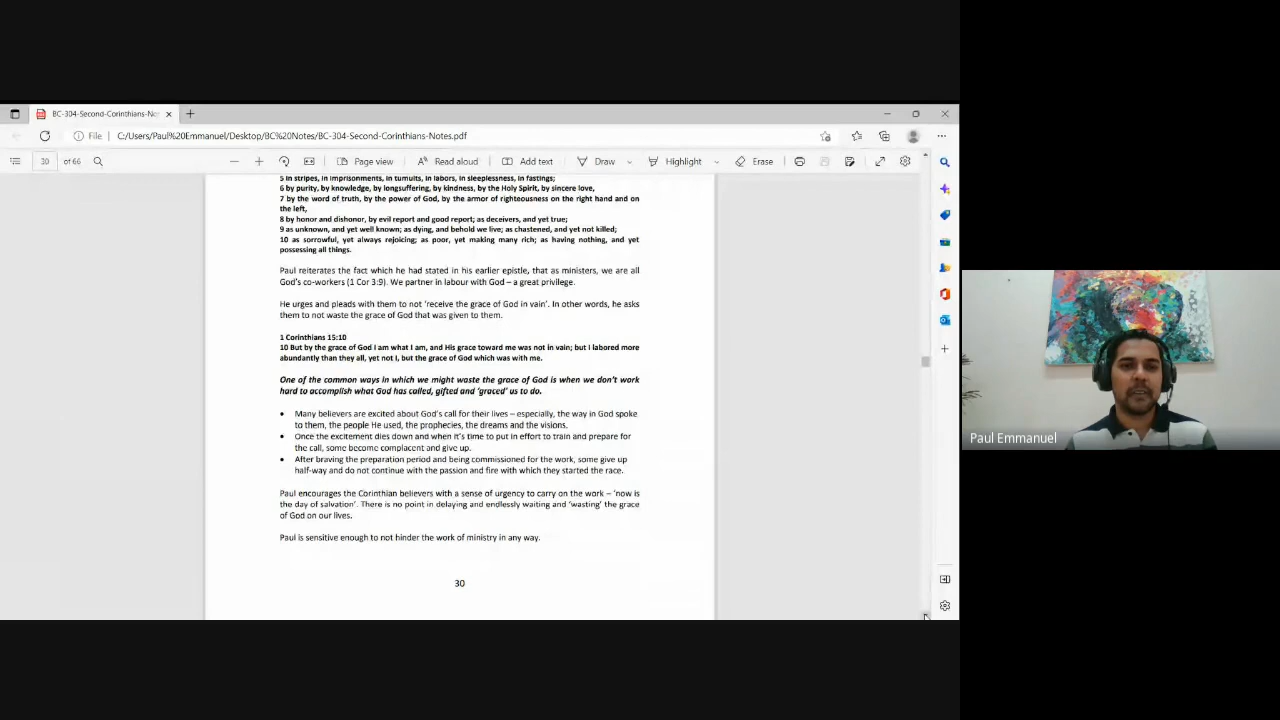 BC-304-Second-Corinthians-No
File
C:/Users/Paul%20Emmanuel/Desktop/BC%20Notes/BC-304-Second-Corinthians-Notes.pdf
30 of 66
Page view
Read aloud
Add text
Draw
Highlight
Erase
5 in stripes, in imprisonments, in tumults, in labors, in sleeplessness, in fastings;
6 by purity, by knowledge, by longsuffering, by kindness, by the Holy Spirit, by sincere love,
7 by the word of truth, by the power of God, by the armor of righteousness on the right hand and on
the left,
8 by honor and dishonor, by evil report and good report; as deceivers, and yet true;
9 as unknown, and yet well known; as dying, and behold we live; as chastened, and yet not killed;
10 as sorrowful, yet always rejoicing; as poor, yet making many rich; as having nothing, and yet
possessing all things.
Paul reiterates the fact which he had stated in his earlier epistle, that as ministers, we are all
God's co-workers (1 Cor 3:9). We partner in labour with God – a great privilege.
He urges and pleads with them to not 'receive the grace of God in vain'. In other words, he asks
them to not waste the grace of God that was given to them.
1 Corinthians 15:10
10 But by the grace of God I am what I am, and His grace toward me was not in vain; but I labored more
abundantly than they all, yet not I, but the grace of God which was with me.
One of the common ways in which we might waste the grace of God is when we don't work
hard to accomplish what God has called, gifted and 'graced' us to do.
• Many believers are excited about God's call for their lives – especially, the way in God spoke
to them, the people He used, the prophecies, the dreams and the visions.
• Once the excitement dies down and when it's time to put in effort to train and prepare for
the call, some become complacent and give up.
• After braving the preparation period and being commissioned for the work, some give up
half-way and do not continue with the passion and fire with which they started the race.
Paul encourages the Corinthian believers with a sense of urgency to carry on the work – 'now is
the day of salvation'. There is no point in delaying and endlessly waiting and 'wasting' the grace
of God on our lives.
Paul is sensitive enough to not hinder the work of ministry in any way.
30
Paul Emmanuel